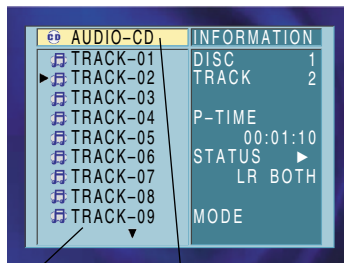 AUDIO-CD
TRACK-01
TRACK-02
TRACK-03
TRACK-04
TRACK-05
TRACK-06
TRACK-07
TRACK-08
TRACK-09
INFORMATION
DISC 1
TRACK 2
P-TIME
00:01:10
STATUS ►
LR BOTH
MODE